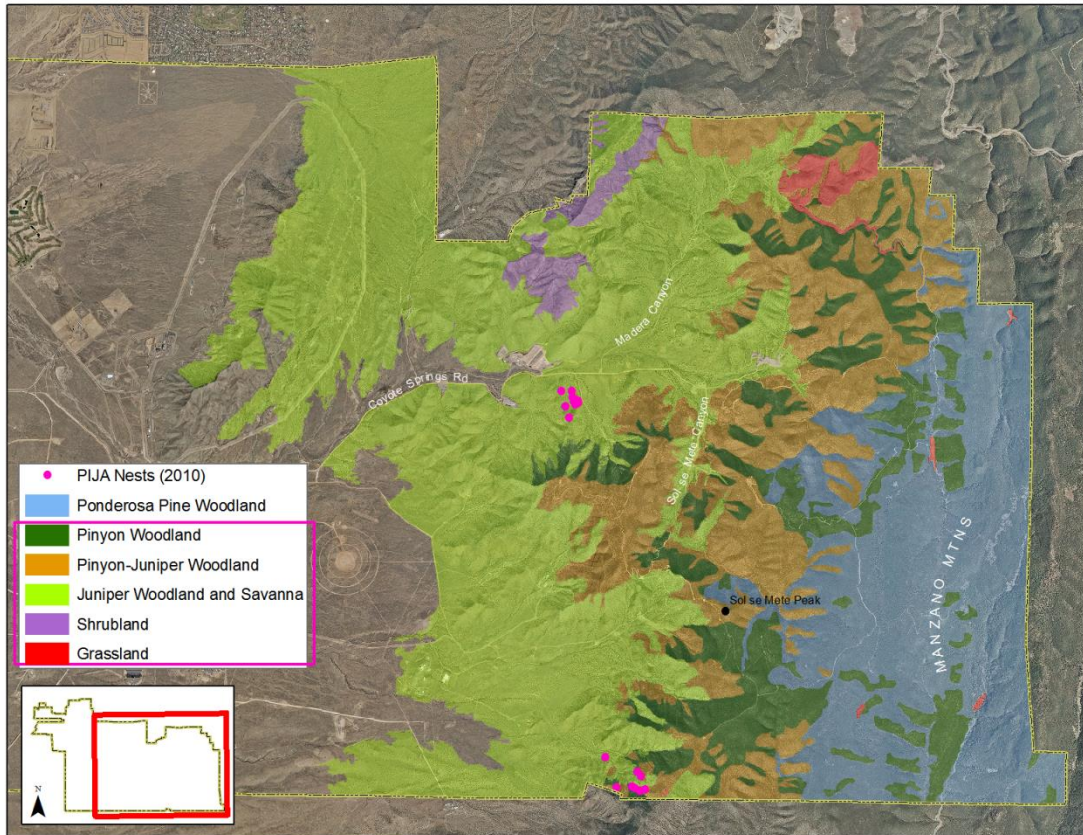 Madera Canyon
Coyote Springs Rd
Sol se Mete Canyon
PIJA Nests (2010)
Ponderosa Pine Woodland
Pinyon Woodland
Pinyon-Juniper Woodland
Juniper Woodland and Savanna
Shrubland
Grassland
Sol se Mete Peak
MANZANO MTNS
N